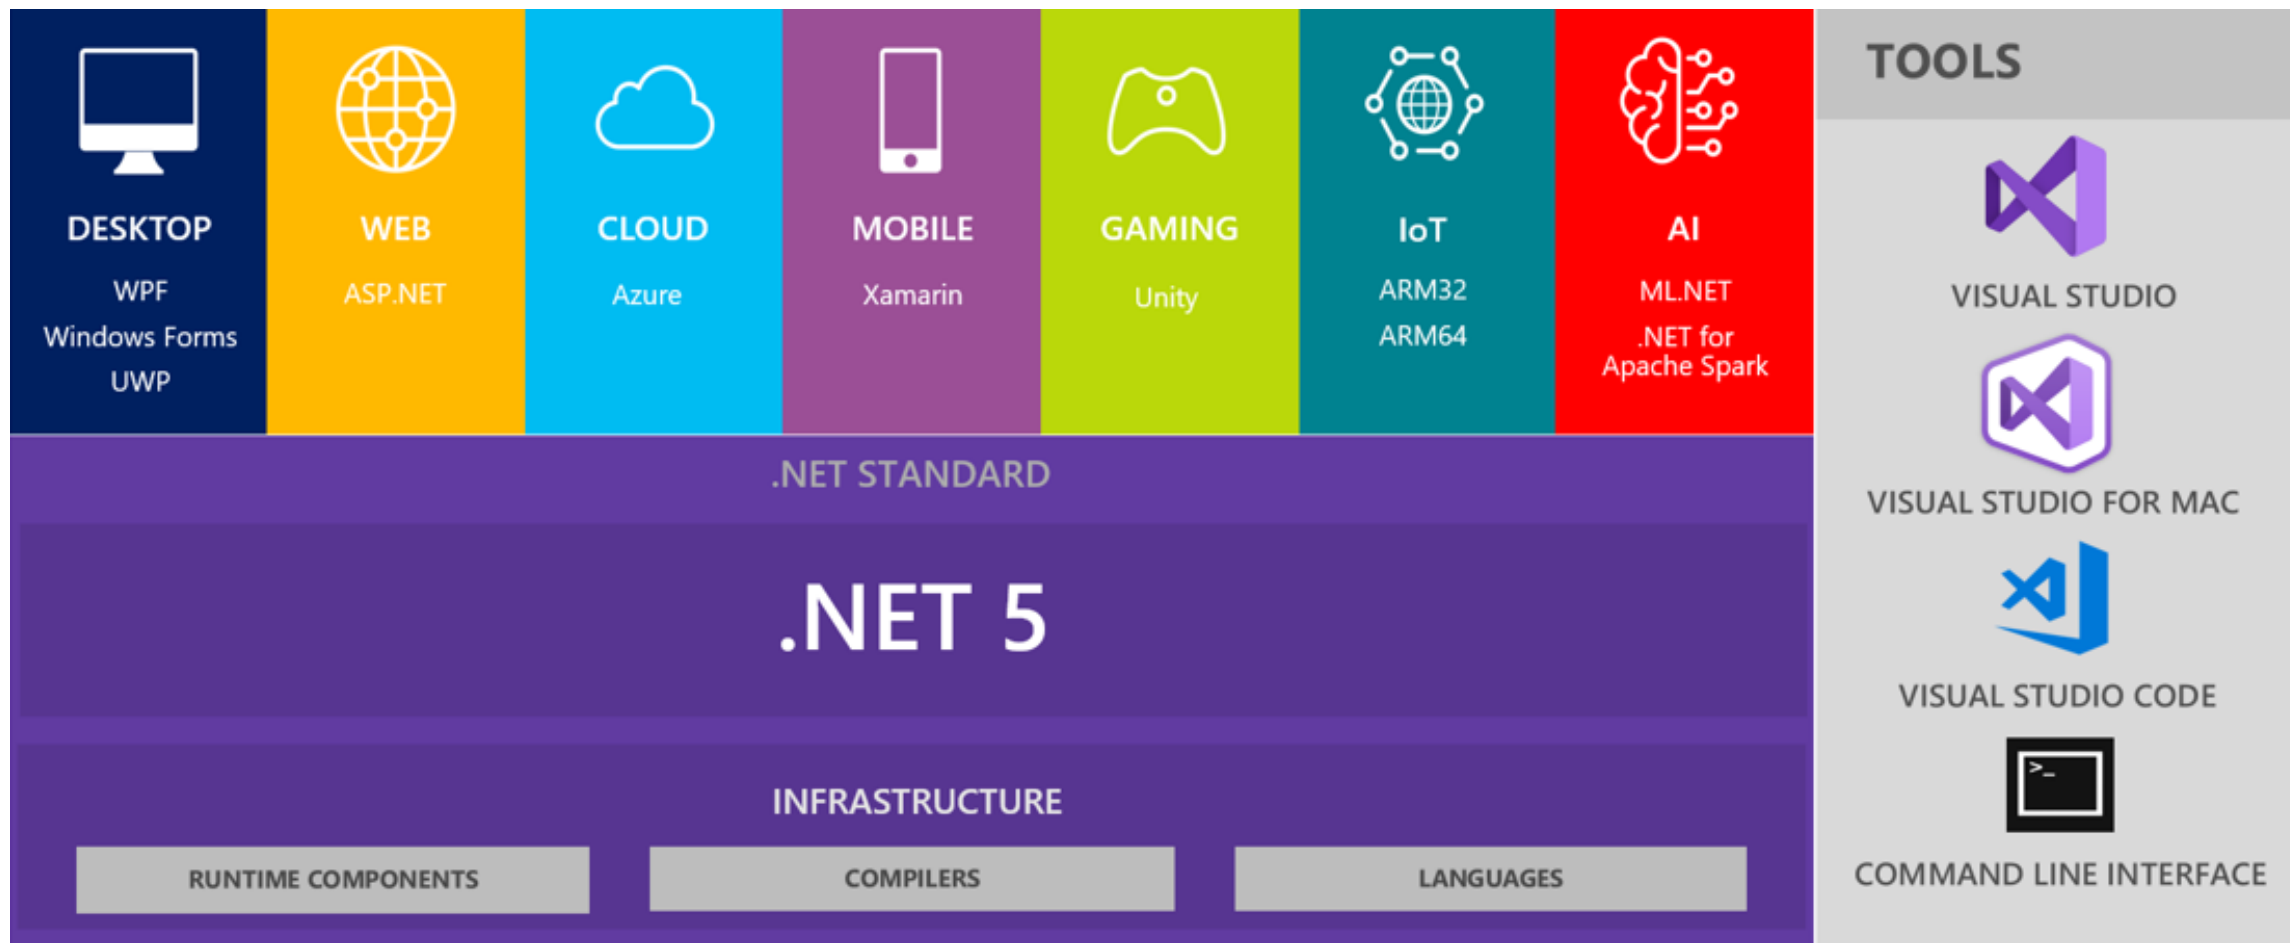 DESKTOP
WPF
Windows Forms
UWP
WEB
ASP.NET
CLOUD
Azure
MOBILE
Xamarin
GAMING
Unity
IoT
ARM32
ARM64
AI
ML.NET
.NET for
Apache Spark
.NET STANDARD
.NET 5
INFRASTRUCTURE
RUNTIME COMPONENTS
COMPILERS
LANGUAGES
TOOLS
VISUAL STUDIO
VISUAL STUDIO FOR MAC
VISUAL STUDIO CODE
>_
COMMAND LINE INTERFACE